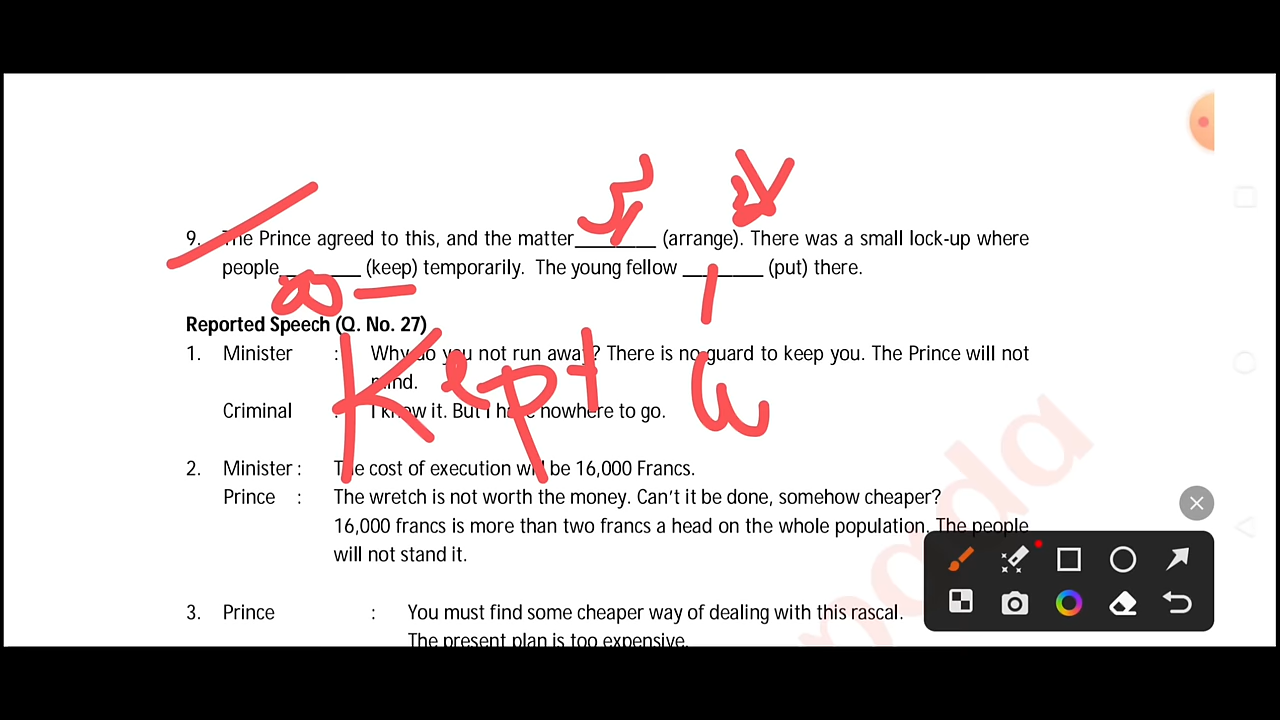 9. The Prince agreed to this, and the matter________ (arrange). There was a small lock-up where
people________ (keep) temporarily. The young fellow ________ (put) there.
Reported Speech (Q. No. 27)
1. Minister : Why do you not run away? There is no guard to keep you. The Prince will not
mind.
Kept
Criminal : I know it. But I have nowhere to go.
2. Minister : The cost of execution will be 16,000 Francs.
Prince : The wretch is not worth the money. Can't it be done, somehow cheaper?
16,000 francs is more than two francs a head on the whole population. The people
will not stand it.
3. Prince : You must find some cheaper way of dealing with this rascal.
The present plan is too expensive.